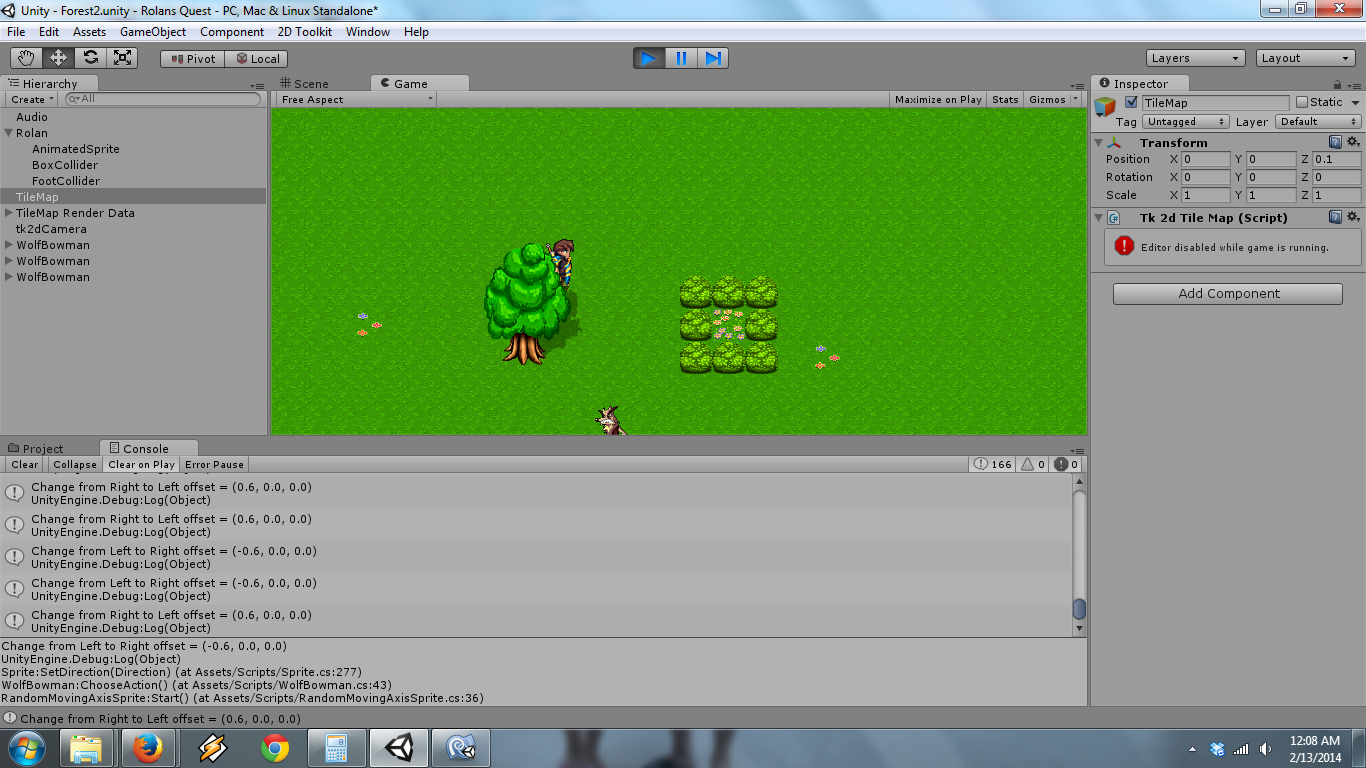 Unity - Forest2.unity - Rolans Quest - PC, Mac & Linux Standalone*
File Edit Assets GameObject Component 2D Toolkit Window Help
Pivot Local Layers Layout
Hierarchy
Create All
Audio
Rolan
AnimatedSprite
BoxCollider
FootCollider
TileMap
TileMap Render Data
tk2dCamera
WolfBowman
WolfBowman
WolfBowman
Scene Game
Free Aspect Maximize on Play Stats Gizmos
Inspector
TileMap Static
Tag Untagged Layer Default
Transform
Position X 0 Y 0 Z 0.1
Rotation X 0 Y 0 Z 0
Scale X 1 Y 1 Z 1
Tk 2d Tile Map (Script)
Editor disabled while game is running.
Add Component
Project Console
Clear Collapse Clear on Play Error Pause 166 0 0
Change from Right to Left offset = (0.6, 0.0, 0.0)
UnityEngine.Debug:Log(Object)
Change from Right to Left offset = (0.6, 0.0, 0.0)
UnityEngine.Debug:Log(Object)
Change from Left to Right offset = (-0.6, 0.0, 0.0)
UnityEngine.Debug:Log(Object)
Change from Left to Right offset = (-0.6, 0.0, 0.0)
UnityEngine.Debug:Log(Object)
Change from Right to Left offset = (0.6, 0.0, 0.0)
UnityEngine.Debug:Log(Object)
Change from Left to Right offset = (-0.6, 0.0, 0.0)
UnityEngine.Debug:Log(Object)
Sprite:SetDirection(Direction) (at Assets/Scripts/Sprite.cs:277)
WolfBowman:ChooseAction() (at Assets/Scripts/WolfBowman.cs:43)
RandomMovingAxisSprite:Start() (at Assets/Scripts/RandomMovingAxisSprite.cs:36)
Change from Right to Left offset = (0.6, 0.0, 0.0)
12:08 AM
2/13/2014